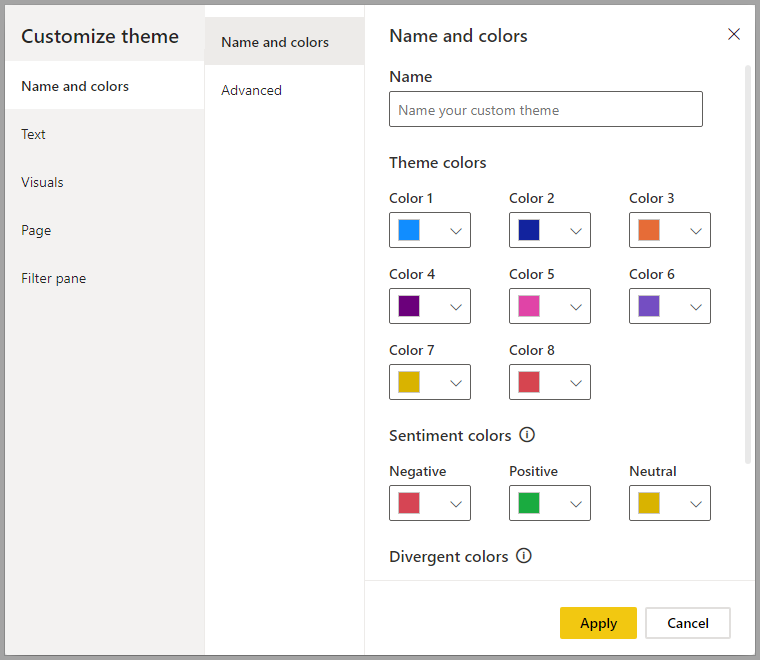 Customize theme
Name and colors
Text
Visuals
Page
Filter pane
Name and colors
Advanced
Name and colors
Name
Name your custom theme
Theme colors
Color 1 Color 2 Color 3
Color 4 Color 5 Color 6
Color 7 Color 8
Sentiment colors
Negative Positive Neutral
Divergent colors
Apply Cancel